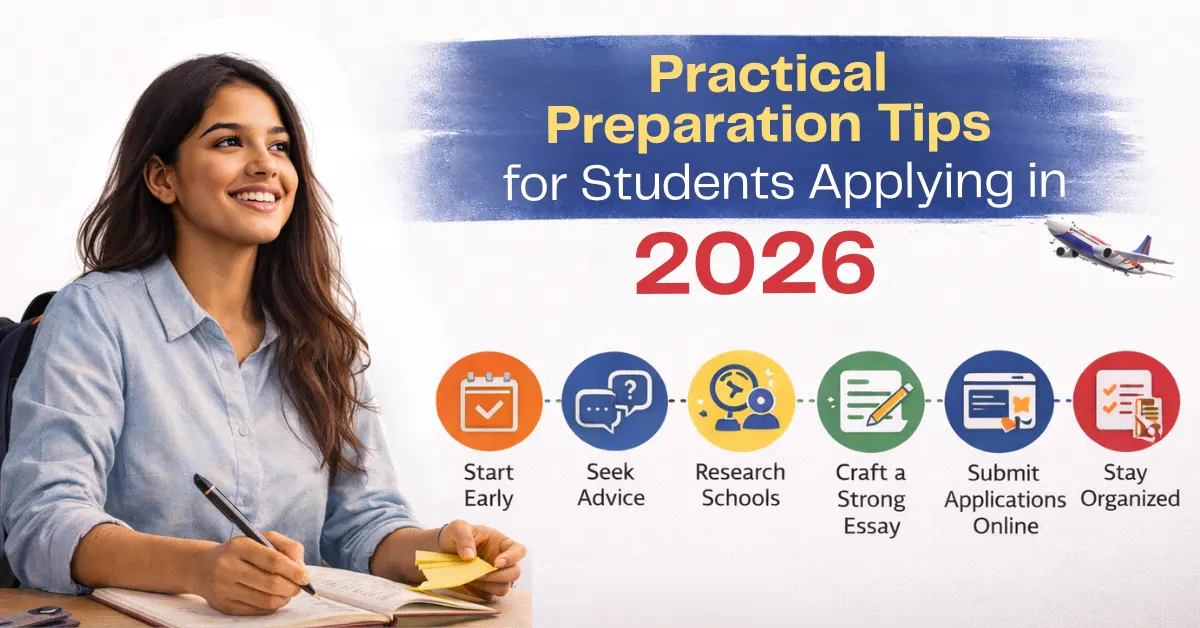 Practical
Preparation Tips
for Students Applying in
2026
Start
Early
Seek
Advice
Research
Schools
Craft a
Strong
Essay
Submit
Applications
Online
Stay
Organized